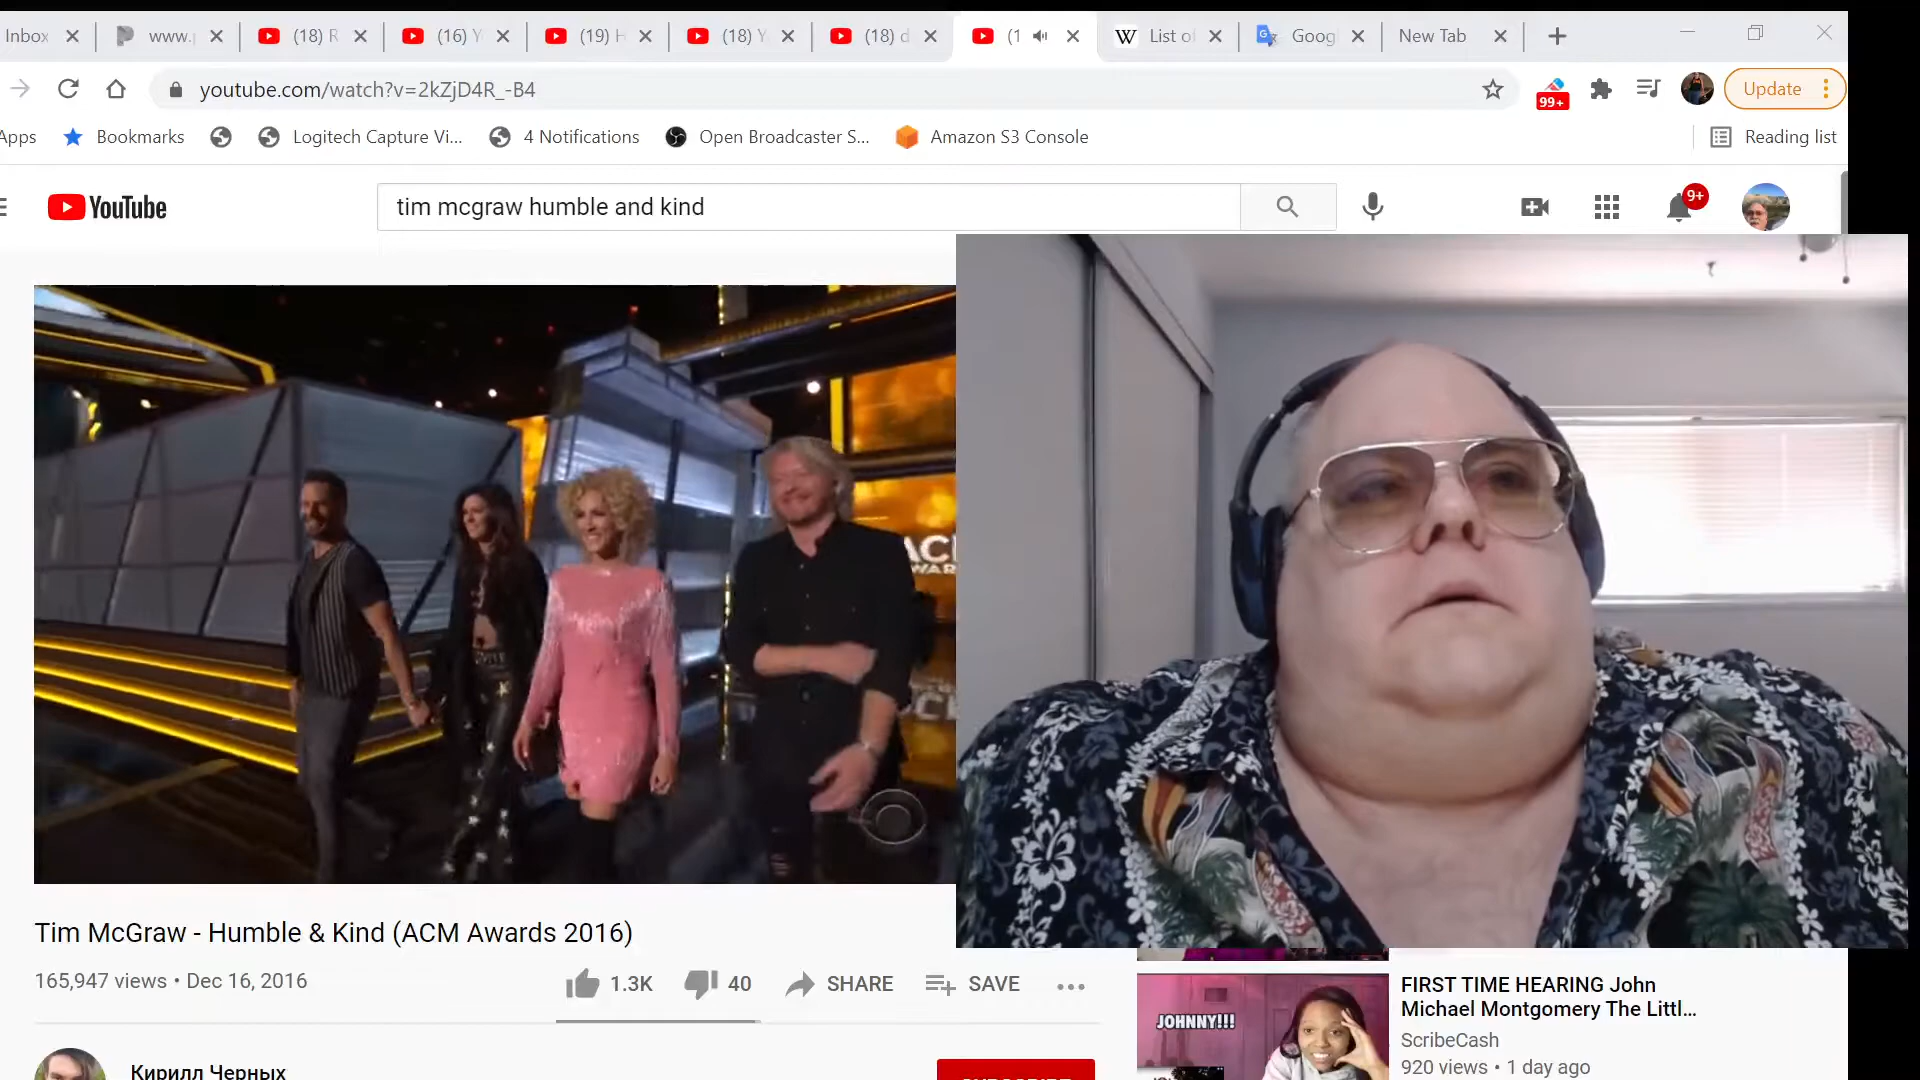 Inbox
www.
(18) R
(16) Y
(19) H
(18) Y
(18) d
(1
List o
Goog
New Tab
youtube.com/watch?v=2kZjD4R_-B4
99+
Update
Apps
Bookmarks
Logitech Capture Vi...
4 Notifications
Open Broadcaster S...
Amazon S3 Console
Reading list
YouTube
tim mcgraw humble and kind
9+
Tim McGraw - Humble & Kind (ACM Awards 2016)
165,947 views • Dec 16, 2016
1.3K
40
SHARE
SAVE
JOHNNY!!!
FIRST TIME HEARING John
Michael Montgomery The Littl...
ScribeCash
920 views • 1 day ago
Кирилл Черных